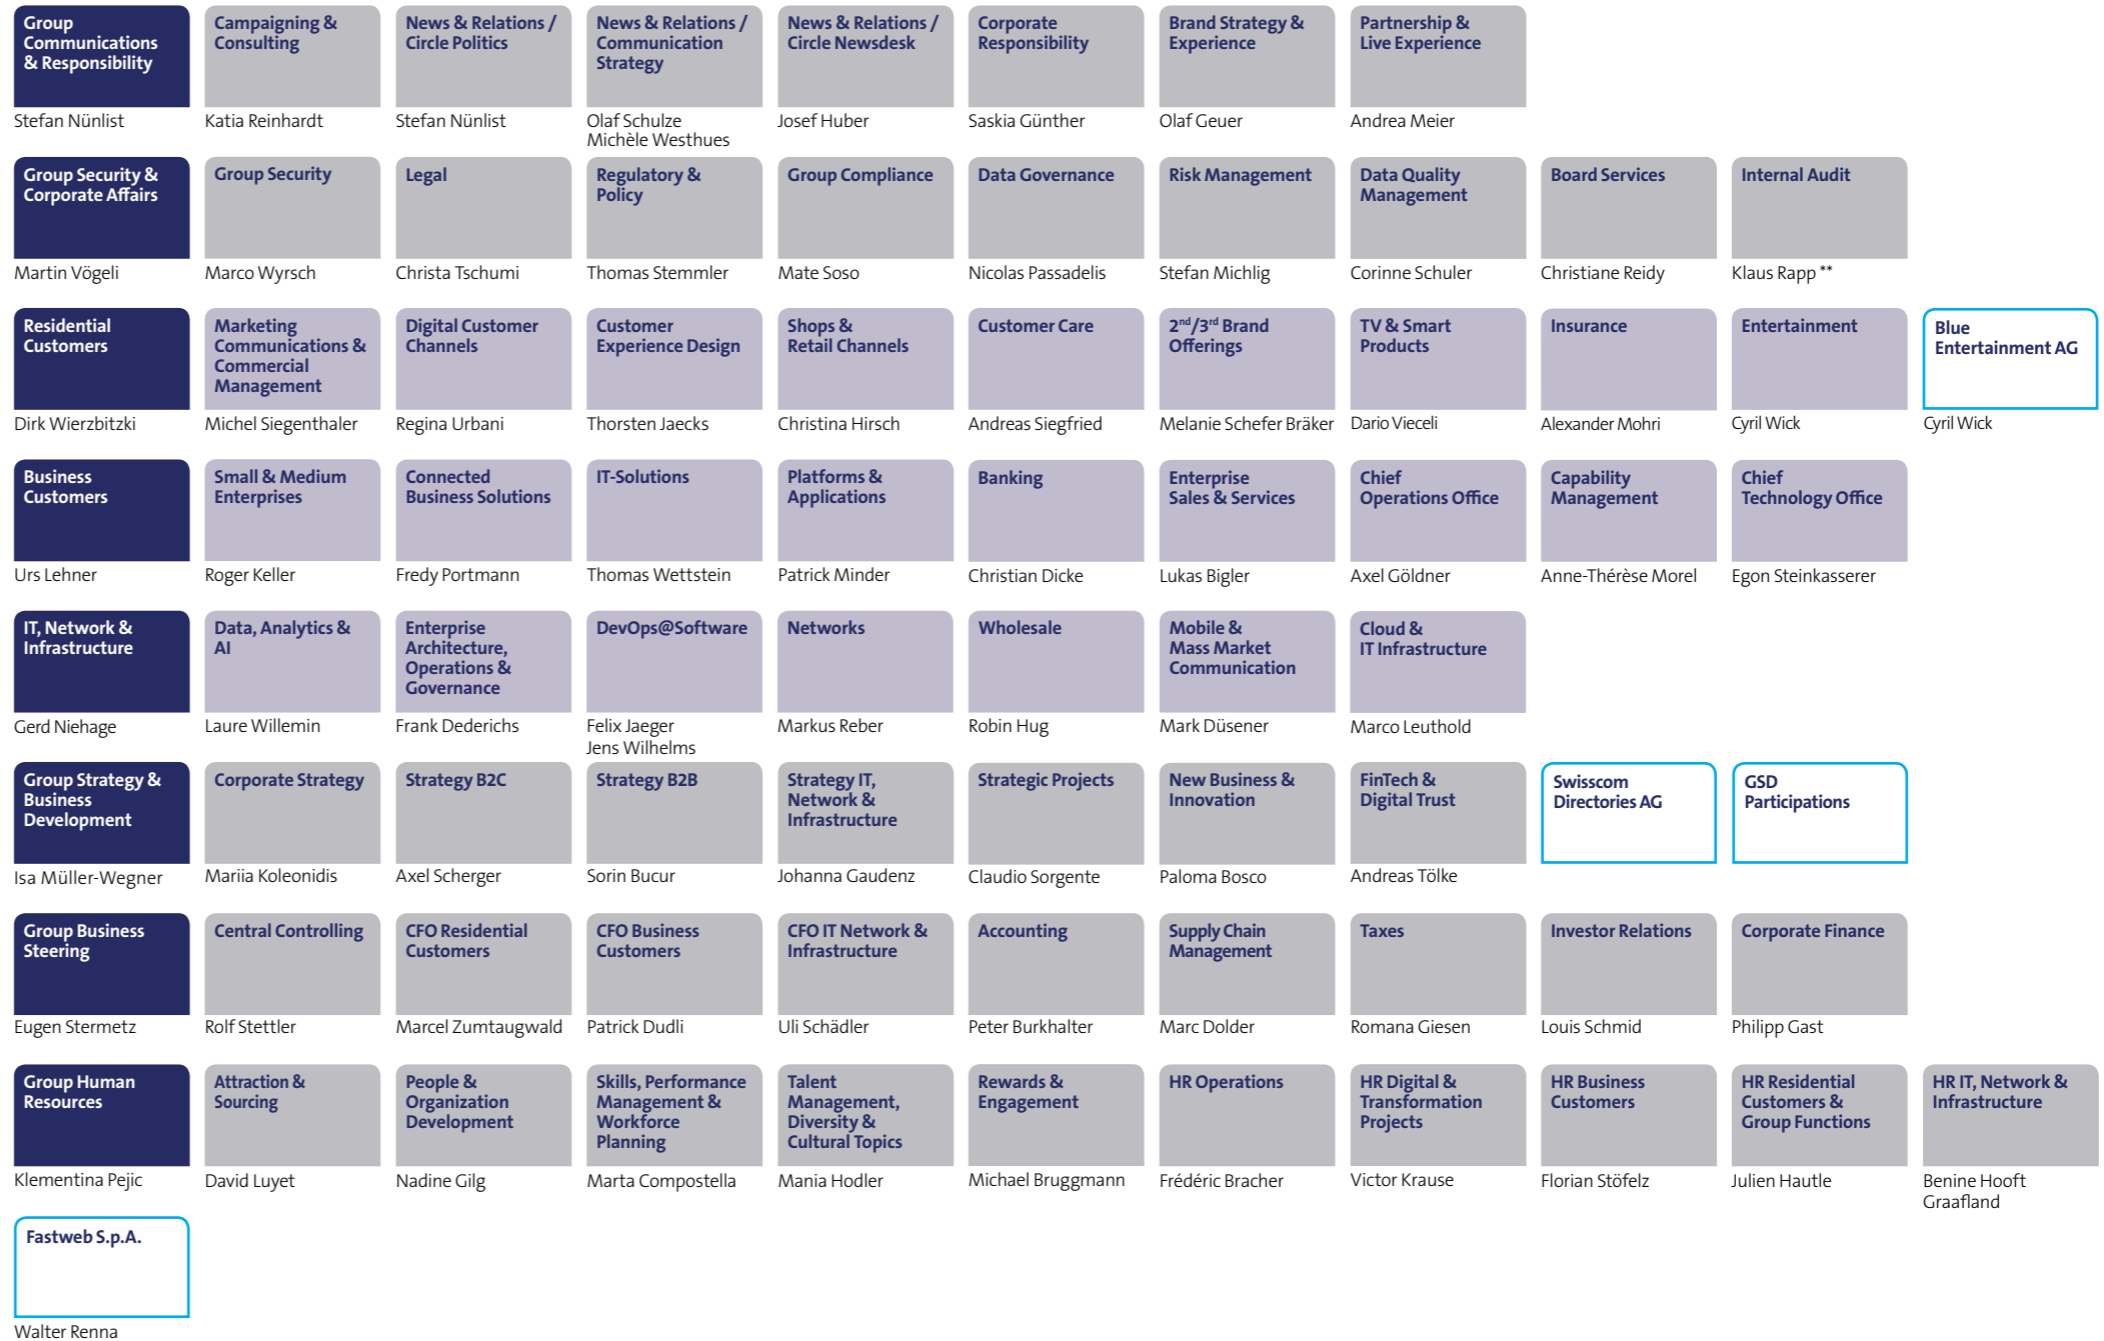 Group
Communications
& Responsibility
Stefan Nünlist
Campaigning &
Consulting
Katia Reinhardt
News & Relations /
Circle Politics
Stefan Nünlist
News & Relations /
Communication
Strategy
Olaf Schulze
Michèle Westhues
News & Relations /
Circle Newsdesk
Josef Huber
Corporate
Responsibility
Saskia Günther
Brand Strategy &
Experience
Olaf Geuer
Partnership &
Live Experience
Andrea Meier
Group Security &
Corporate Affairs
Martin Vögeli
Group Security
Marco Wyrsch
Legal
Christa Tschumi
Regulatory &
Policy
Thomas Stemmler
Group Compliance
Mate Soso
Data Governance
Nicolas Passadelis
Risk Management
Stefan Michlig
Data Quality
Management
Corinne Schuler
Board Services
Christiane Reidy
Internal Audit
Klaus Rapp **
Residential
Customers
Dirk Wierzbitzki
Marketing
Communications &
Commercial
Management
Michel Siegenthaler
Digital Customer
Channels
Regina Urbani
Customer
Experience Design
Thorsten Jaecks
Shops &
Retail Channels
Christina Hirsch
Customer Care
Andreas Siegfried
2nd/3rd Brand
Offerings
Melanie Schefer Bräker
TV & Smart
Products
Dario Vieceli
Insurance
Alexander Mohri
Entertainment
Cyril Wick
Blue
Entertainment AG
Cyril Wick
Business
Customers
Urs Lehner
Small & Medium
Enterprises
Roger Keller
Connected
Business Solutions
Fredy Portmann
IT-Solutions
Thomas Wettstein
Platforms &
Applications
Patrick Minder
Banking
Christian Dicke
Enterprise
Sales & Services
Lukas Bigler
Chief
Operations Office
Axel Göldner
Capability
Management
Anne-Thérèse Morel
Chief
Technology Office
Egon Steinkasserer
IT, Network &
Infrastructure
Gerd Niehage
Data, Analytics &
AI
Laure Willemin
Enterprise
Architecture,
Operations &
Governance
Frank Dederichs
DevOps@Software
Felix Jaeger
Jens Wilhelms
Networks
Markus Reber
Wholesale
Robin Hug
Mobile &
Mass Market
Communication
Mark Düsener
Cloud &
IT Infrastructure
Marco Leuthold
Group Strategy &
Business
Development
Isa Müller-Wegner
Corporate Strategy
Mariia Koleonidis
Strategy B2C
Axel Scherger
Strategy B2B
Sorin Bucur
Strategy IT,
Network &
Infrastructure
Johanna Gaudenz
Strategic Projects
Claudio Sorgente
New Business &
Innovation
Paloma Bosco
FinTech &
Digital Trust
Andreas Tölke
Swisscom
Directories AG
GSD
Participations
Group Business
Steering
Eugen Stermetz
Central Controlling
Rolf Stettler
CFO Residential
Customers
Marcel Zumtaugwald
CFO Business
Customers
Patrick Dudli
CFO IT Network &
Infrastructure
Uli Schädler
Accounting
Peter Burkhalter
Supply Chain
Management
Marc Dolder
Taxes
Romana Giesen
Investor Relations
Louis Schmid
Corporate Finance
Philipp Gast
Group Human
Resources
Klementina Pejic
Attraction &
Sourcing
David Luyet
People &
Organization
Development
Nadine Gilg
Skills, Performance
Management &
Workforce
Planning
Marta Compostella
Talent
Management,
Diversity &
Cultural Topics
Mania Hodler
Rewards &
Engagement
Michael Bruggmann
HR Operations
Frédéric Bracher
HR Digital &
Transformation
Projects
Victor Krause
HR Business
Customers
Florian Stöfelz
HR Residential
Customers &
Group Functions
Julien Hautle
HR IT, Network &
Infrastructure
Benine Hooft
Graafland
Fastweb S.p.A.
Walter Renna